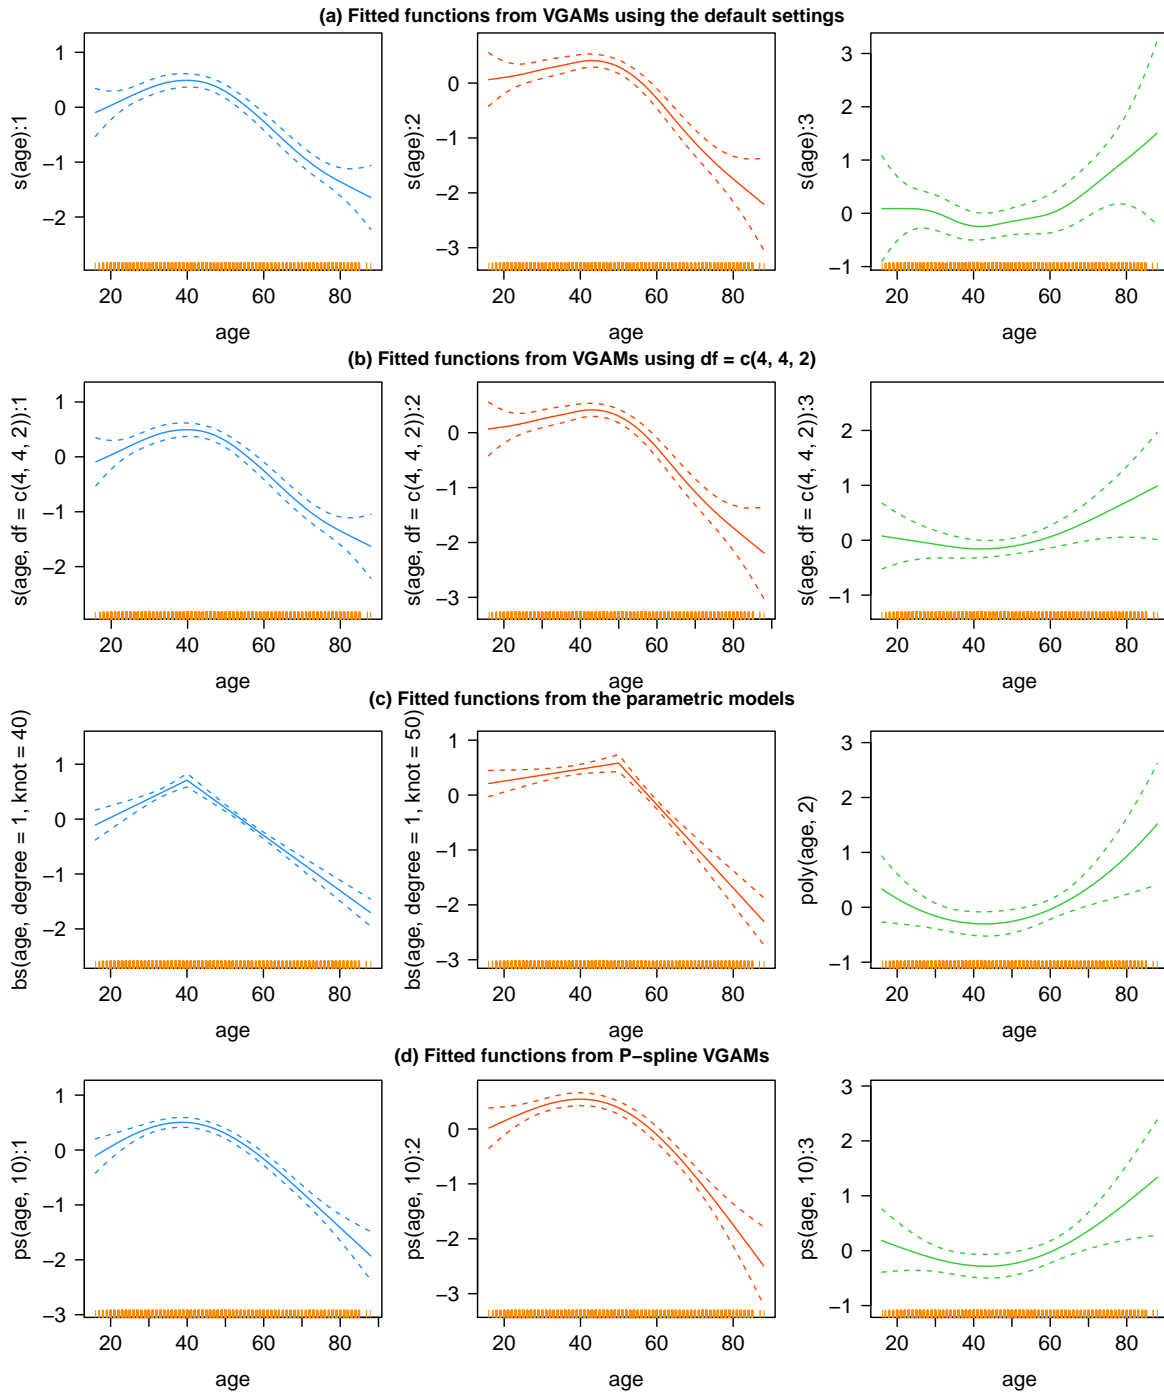 (a) Fitted functions from VGAMs using the default settings
s(age):1
1
0
−1
−2
20 40 60 80
age
s(age):2
0
−1
−2
−3
20 40 60 80
age
s(age):3
3
2
1
0
−1
20 40 60 80
age
(b) Fitted functions from VGAMs using df = c(4, 4, 2)
s(age, df = c(4, 4, 2)):1
1
0
−1
−2
20 40 60 80
age
s(age, df = c(4, 4, 2)):2
0
−1
−2
−3
20 40 60 80
age
s(age, df = c(4, 4, 2)):3
2
1
0
−1
20 40 60 80
age
(c) Fitted functions from the parametric models
bs(age, degree = 1, knot = 40)
1
0
−1
−2
20 40 60 80
age
bs(age, degree = 1, knot = 50)
1
0
−1
−2
−3
20 40 60 80
age
poly(age, 2)
3
2
1
0
−1
20 40 60 80
age
(d) Fitted functions from P−spline VGAMs
ps(age, 10):1
1
0
−1
−2
−3
20 40 60 80
age
ps(age, 10):2
0
−1
−2
−3
20 40 60 80
age
ps(age, 10):3
3
2
1
0
−1
20 40 60 80
age